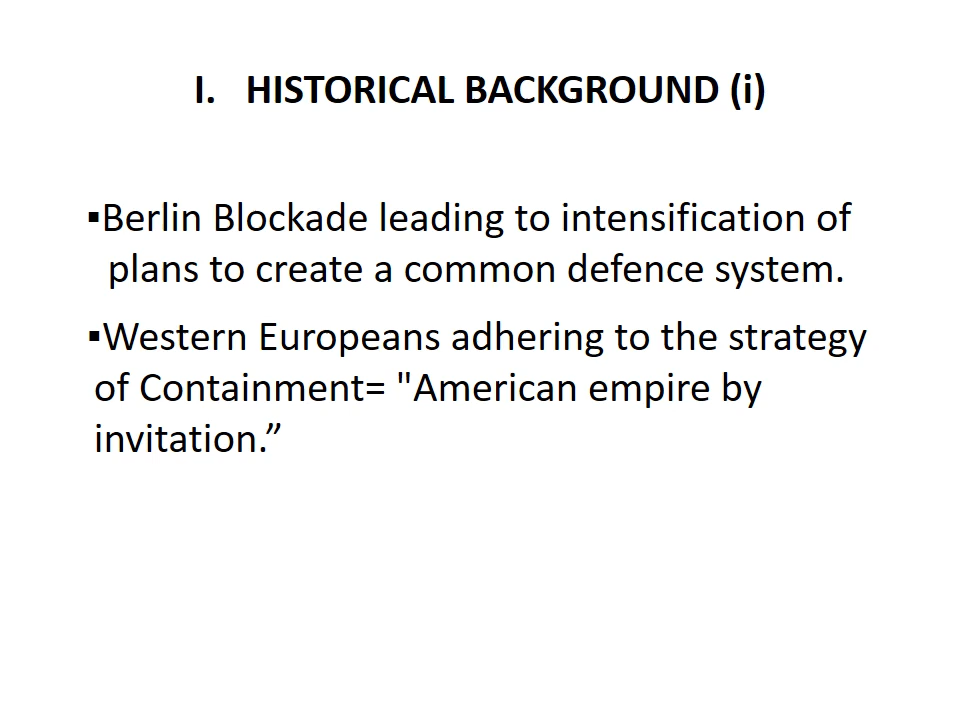 I. HISTORICAL BACKGROUND (i)
▪Berlin Blockade leading to intensification of
plans to create a common defence system.
▪Western Europeans adhering to the strategy
of Containment= "American empire by
invitation.”